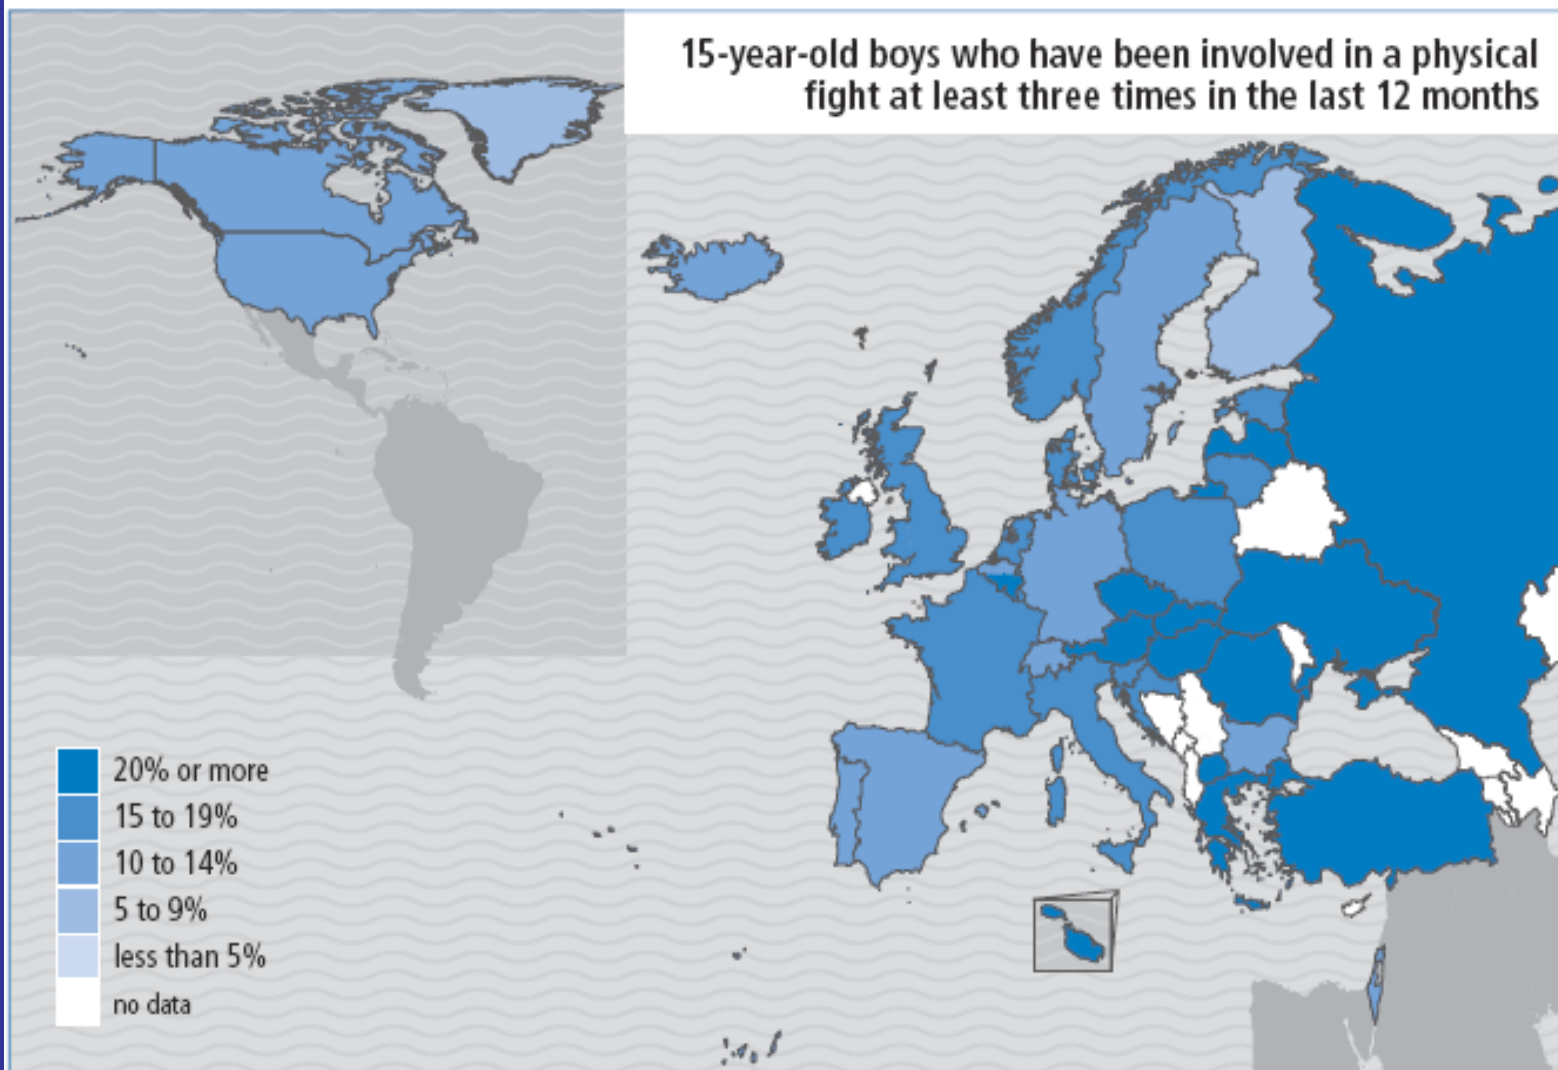 15-year-old boys who have been involved in a physical
fight at least three times in the last 12 months
20% or more
15 to 19%
10 to 14%
5 to 9%
less than 5%
no data